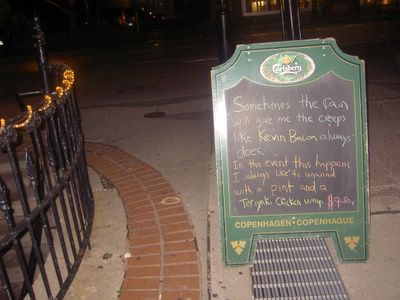 Carlsberg
Sometimes the rain
will give me the creeps
like Kevin Bacon always
does.
In the event this happens
I always like to unwind
with a pint and a
Teriyaki Chicken wrap $9.50
COPENHAGEN · COPENHAGUE